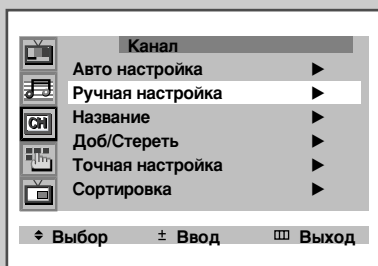 Канал
Авто настройка ▶
Ручная настройка ▶
CH Название ▶
Доб/Стереть ▶
Точная настройка ▶
Сортировка ▶
Выбор ± Ввод Выход